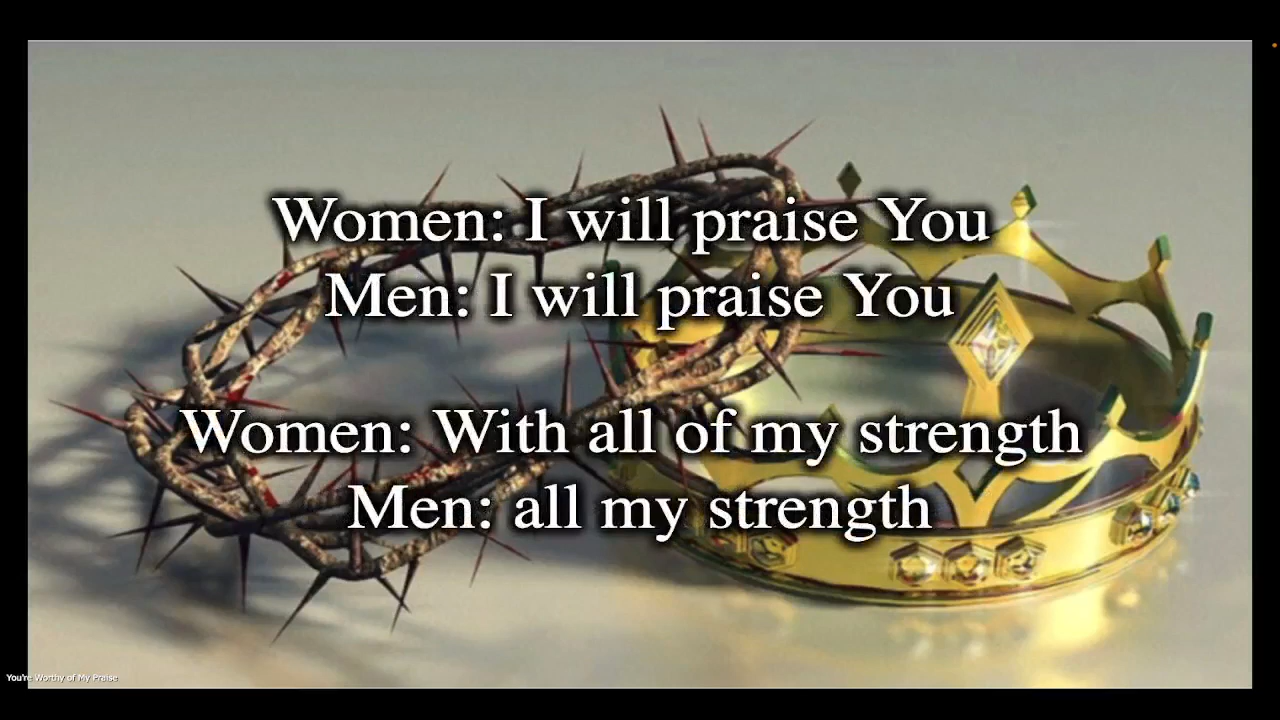 Women: I will praise You
Men: I will praise You
Women: With all of my strength
Men: all my strength
You're Worthy of My Praise